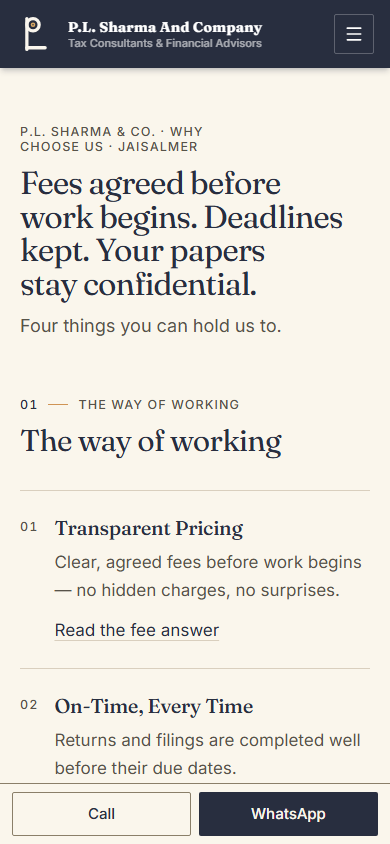 P.L. Sharma And Company
Tax Consultants & Financial Advisors
P.L. SHARMA & CO. · WHY
CHOOSE US · JAISALMER
Fees agreed before
work begins. Deadlines
kept. Your papers
stay confidential.
Four things you can hold us to.
01 — THE WAY OF WORKING
The way of working
01 Transparent Pricing
Clear, agreed fees before work begins
— no hidden charges, no surprises.
Read the fee answer
02 On-Time, Every Time
Returns and filings are completed well
before their due dates.
Call WhatsApp